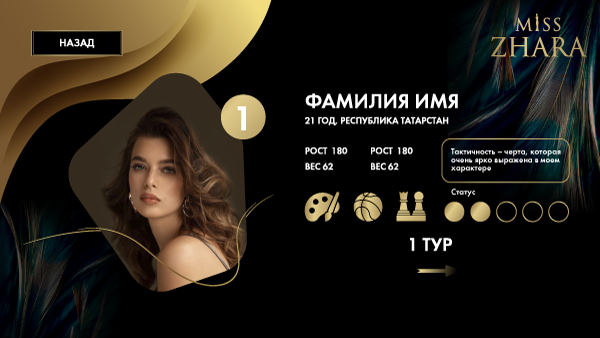 НАЗАД
MISS
ZHARA
1
ФАМИЛИЯ ИМЯ
21 ГОД, РЕСПУБЛИКА ТАТАРСТАН
РОСТ 180
РОСТ 180
ВЕС 62
ВЕС 62
Тактичность – черта, которая
очень ярко выражена в моем
характере
Статус
1 ТУР